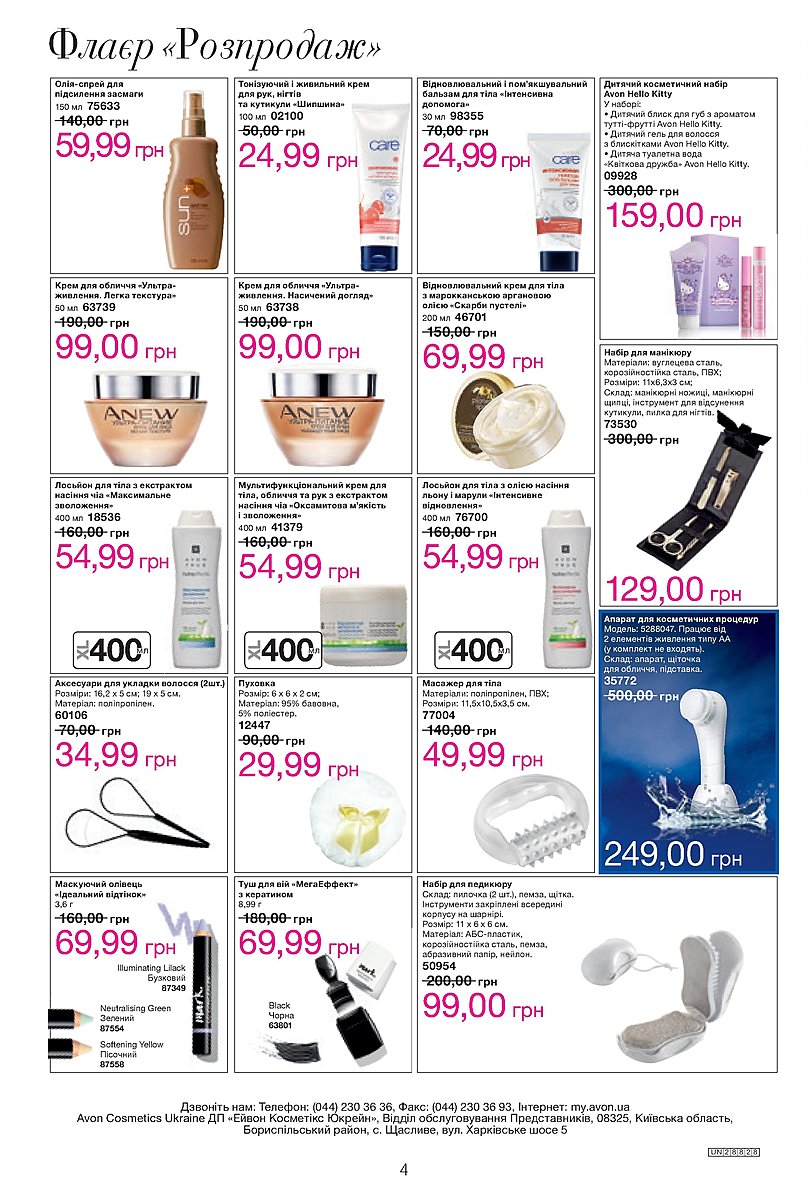 Флаєр «Розпродаж»
Олія-спрей для
підсилення засмаги
150 мл 75633
140,00 грн
59,99 грн
sun+
Тонізуючий і живильний крем
для рук, нігтів
та кутикули «Шипшина»
100 мл 02100
50,00 грн
24,99 грн
care
Відновлювальний і пом'якшувальний
бальзам для тіла «Інтенсивна
допомога»
30 мл 98355
70,00 грн
24,99 грн
care
Дитячий косметичний набір
Avon Hello Kitty
У наборі:
• Дитячий блиск для губ з ароматом
тутті-фрутті Avon Hello Kitty.
• Дитячий гель для волосся
з блискітками Avon Hello Kitty.
• Дитяча туалетна вода
«Квіткова дружба» Avon Hello Kitty.
09928
300,00 грн
159,00 грн
Крем для обличчя «Ультра-
живлення. Легка текстура»
50 мл 63739
190,00 грн
99,00 грн
ANEW
УЛЬТРА-ПИТАНИЕ
Крем для обличчя «Ультра-
живлення. Насичений догляд»
50 мл 63738
190,00 грн
99,00 грн
ANEW
УЛЬТРА-ПИТАНИЕ
Відновлювальний крем для тіла
з марокканською аргановою
олією «Скарби пустелі»
200 мл 46701
150,00 грн
69,99 грн
Набір для манікюру
Матеріали: вуглецева сталь,
корозійностійка сталь, ПВХ;
Розміри: 11х6,3х3 см;
Склад: манікюрні ножиці, манікюрні
щипці, інструмент для відсунення
кутикули, пилка для нігтів.
73530
300,00 грн
129,00 грн
Лосьйон для тіла з екстрактом
насіння чіа «Максимальне
зволоження»
400 мл 18536
160,00 грн
54,99 грн
AVON
TRUE
XL 400 мл
Мультифункціональний крем для
тіла, обличчя та рук з екстрактом
насіння чіа «Оксамитова м'якість
і зволоження»
400 мл 41379
160,00 грн
54,99 грн
XL 400 мл
Лосьйон для тіла з олією насіння
льону і марули «Інтенсивне
відновлення»
400 мл 76700
160,00 грн
54,99 грн
AVON
TRUE
XL 400 мл
Апарат для косметичних процедур
Модель: 5288047. Працює від
2 елементів живлення типу АА
(у комплект не входять).
Склад: апарат, щіточка
для обличчя, підставка.
35772
500,00 грн
249,00 грн
Аксесуари для укладки волосся (2шт.)
Розміри: 16,2 х 5 см; 19 х 5 см.
Матеріал: поліпропілен.
60106
70,00 грн
34,99 грн
Пуховка
Розмір: 6 х 6 х 2 см;
Матеріал: 95% бавовна,
5% поліестер.
12447
90,00 грн
29,99 грн
Масажер для тіла
Матеріали: поліпропілен, ПВХ;
Розміри: 11,5х10,5х3,5 см.
77004
140,00 грн
49,99 грн
Маскуючий олівець
«Ідеальний відтінок»
3,6 г
160,00 грн
69,99 грн
Illuminating Lilack
Бузковий
87349
Neutralising Green
Зелений
87554
Softening Yellow
Пісочний
87558
mark.
Туш для вій «МегаЕффект»
з кератином
8,99 г
180,00 грн
69,99 грн
mark.
Black
Чорна
63801
Набір для педикюру
Склад: пилочка (2 шт.), пемза, щітка.
Інструменти закріплені всередині
корпусу на шарнірі.
Розмір: 11 х 6 х 6 см.
Матеріал: АБС-пластик,
корозійностійка сталь, пемза,
абразивний папір, нейлон.
50954
200,00 грн
99,00 грн
Дзвоніть нам: Телефон: (044) 230 36 36, Факс: (044) 230 36 93, Інтернет: my.avon.ua
Avon Cosmetics Ukraine ДП «Ейвон Косметікс Юкрейн», Відділ обслуговування Представників, 08325, Київська область,
Бориспільський район, с. Щасливе, вул. Харківське шосе 5
UN28828
4